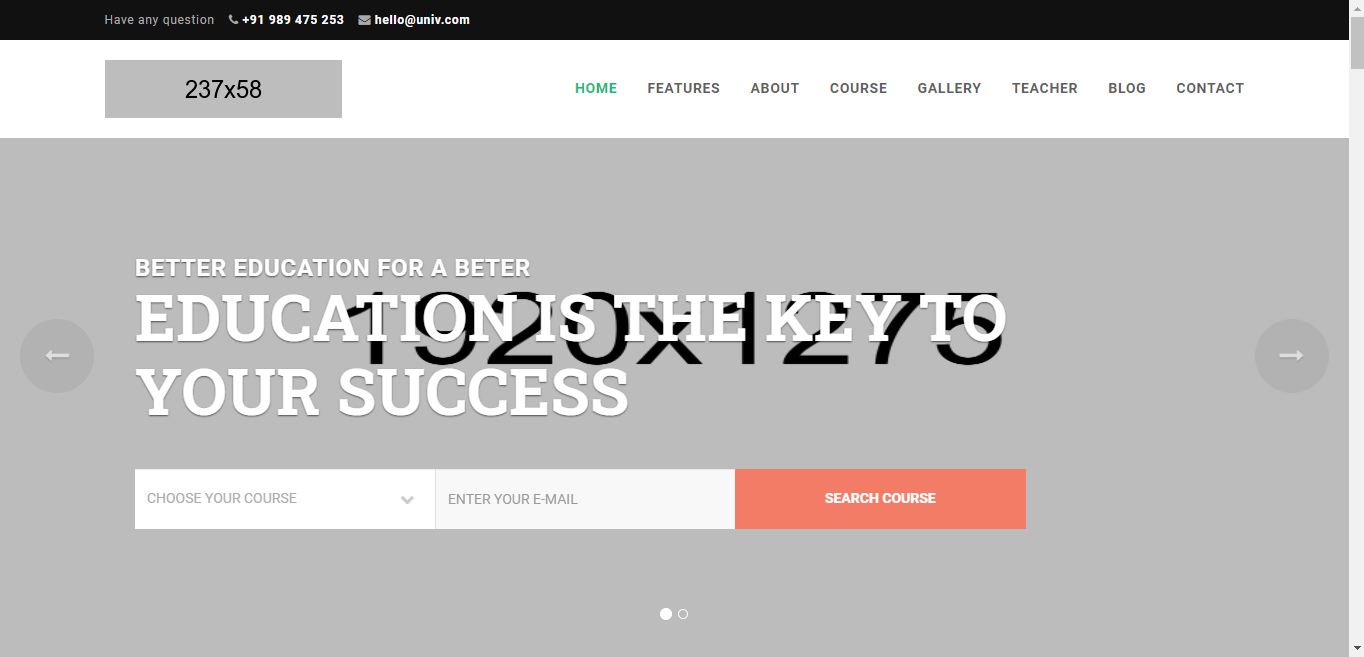 Have any question +91 989 475 253 hello@univ.com
237x58
HOME FEATURES ABOUT COURSE GALLERY TEACHER BLOG CONTACT
BETTER EDUCATION FOR A BETER
EDUCATION IS THE KEY TO
1920x1275
YOUR SUCCESS
CHOOSE YOUR COURSE ENTER YOUR E-MAIL SEARCH COURSE